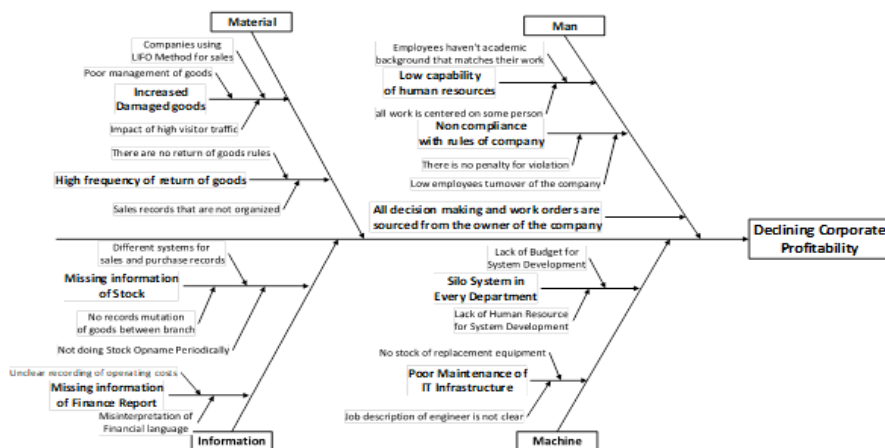 Material
Companies using
LIFO Method for sales
Poor management of goods
Increased
Damaged goods
Impact of high visitor traffic
There are no return of goods rules
High frequency of return of goods
Sales records that are not organized
Man
Employees haven't academic
background that matches their work
Low capability
of human resources
all work is centered on some person
Non compliance
with rules of company
There is no penalty for violation
Low employees turnover of the company
All decision making and work orders are
sourced from the owner of the company
Declining Corporate
Profitability
Different systems for
sales and purchase records
Missing information
of Stock
No records mutation
of goods between branch
Not doing Stock Opname Periodically
Unclear recording of operating costs
Missing information
of Finance Report
Misinterpretation of
Financial language
Information
Lack of Budget for
System Development
Silo System in
Every Department
Lack of Human Resource
for System Development
No stock of replacement equipment
Poor Maintenance of
IT Infrastructure
Job description of engineer is not clear
Machine